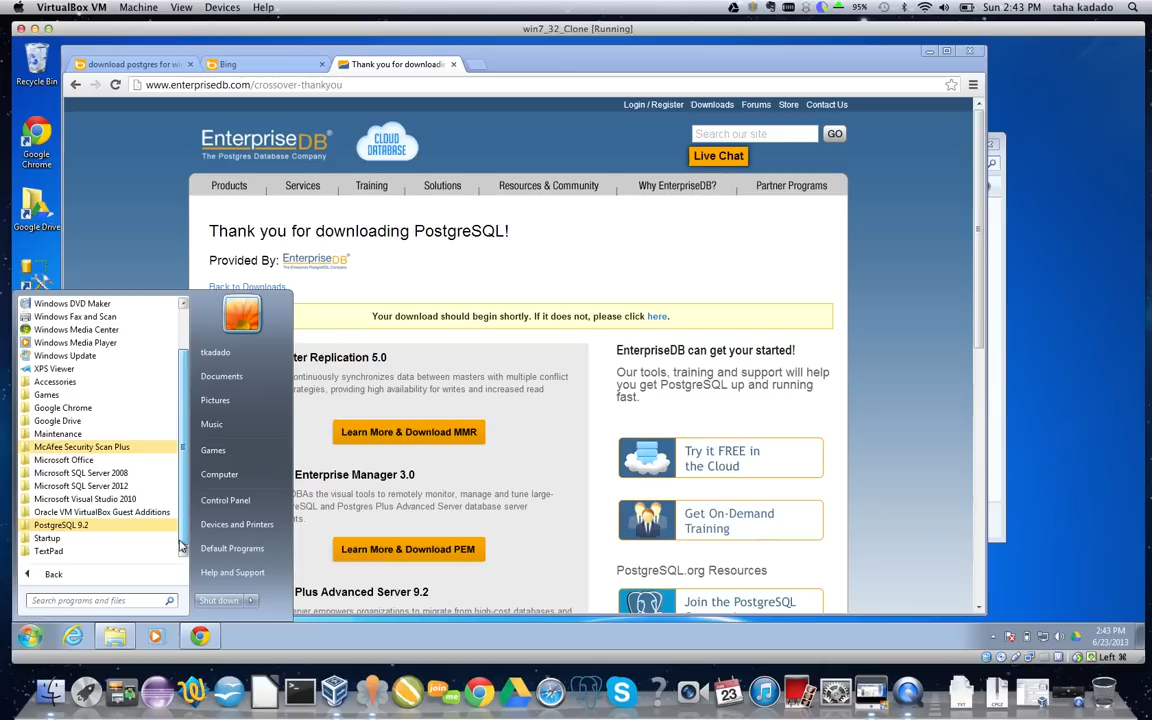 VirtualBox VM Machine View Devices Help
95% Sun 2:43 PM taha kadado
win7_32_Clone [Running]
Recycle Bin
download postgres for wi
Bing
Thank you for downloadin
www.enterprisedb.com/crossover-thankyou
Login / Register Downloads Forums Store Contact Us
EnterpriseDB
The Postgres Database Company
CLOUD
DATABASE
Search our site
GO
Live Chat
Google
Chrome
Products Services Training Solutions Resources & Community Why EnterpriseDB? Partner Programs
Google Drive
Thank you for downloading PostgreSQL!
Provided By: EnterpriseDB
Back to Downloads
Your download should begin shortly. If it does not, please click here.
Windows DVD Maker
Windows Fax and Scan
Windows Media Center
Windows Media Player
Windows Update
XPS Viewer
Accessories
Games
Google Chrome
Google Drive
Maintenance
McAfee Security Scan Plus
Microsoft Office
Microsoft SQL Server 2008
Microsoft SQL Server 2012
Microsoft Visual Studio 2010
Oracle VM VirtualBox Guest Additions
PostgreSQL 9.2
Startup
TextPad
Back
Search programs and files
tkadado
Documents
Pictures
Music
Games
Computer
Control Panel
Devices and Printers
Default Programs
Help and Support
Shut down
ter Replication 5.0
ontinuously synchronizes data between masters with multiple conflict
rategies, providing high availability for writes and increased read
Learn More & Download MMR
Enterprise Manager 3.0
DBAs the visual tools to remotely monitor, manage and tune large-
SQL and Postgres Plus Advanced Server database server
ents.
Learn More & Download PEM
Plus Advanced Server 9.2
erver empowers organizations to migrate from high-cost databases and
EnterpriseDB can get your started!
Our tools, training and support will help
you get PostgreSQL up and running
fast.
Try it FREE in
the Cloud
Get On-Demand
Training
PostgreSQL.org Resources
Join the PostgreSQL
2:43 PM
6/23/2013
Left ⌘